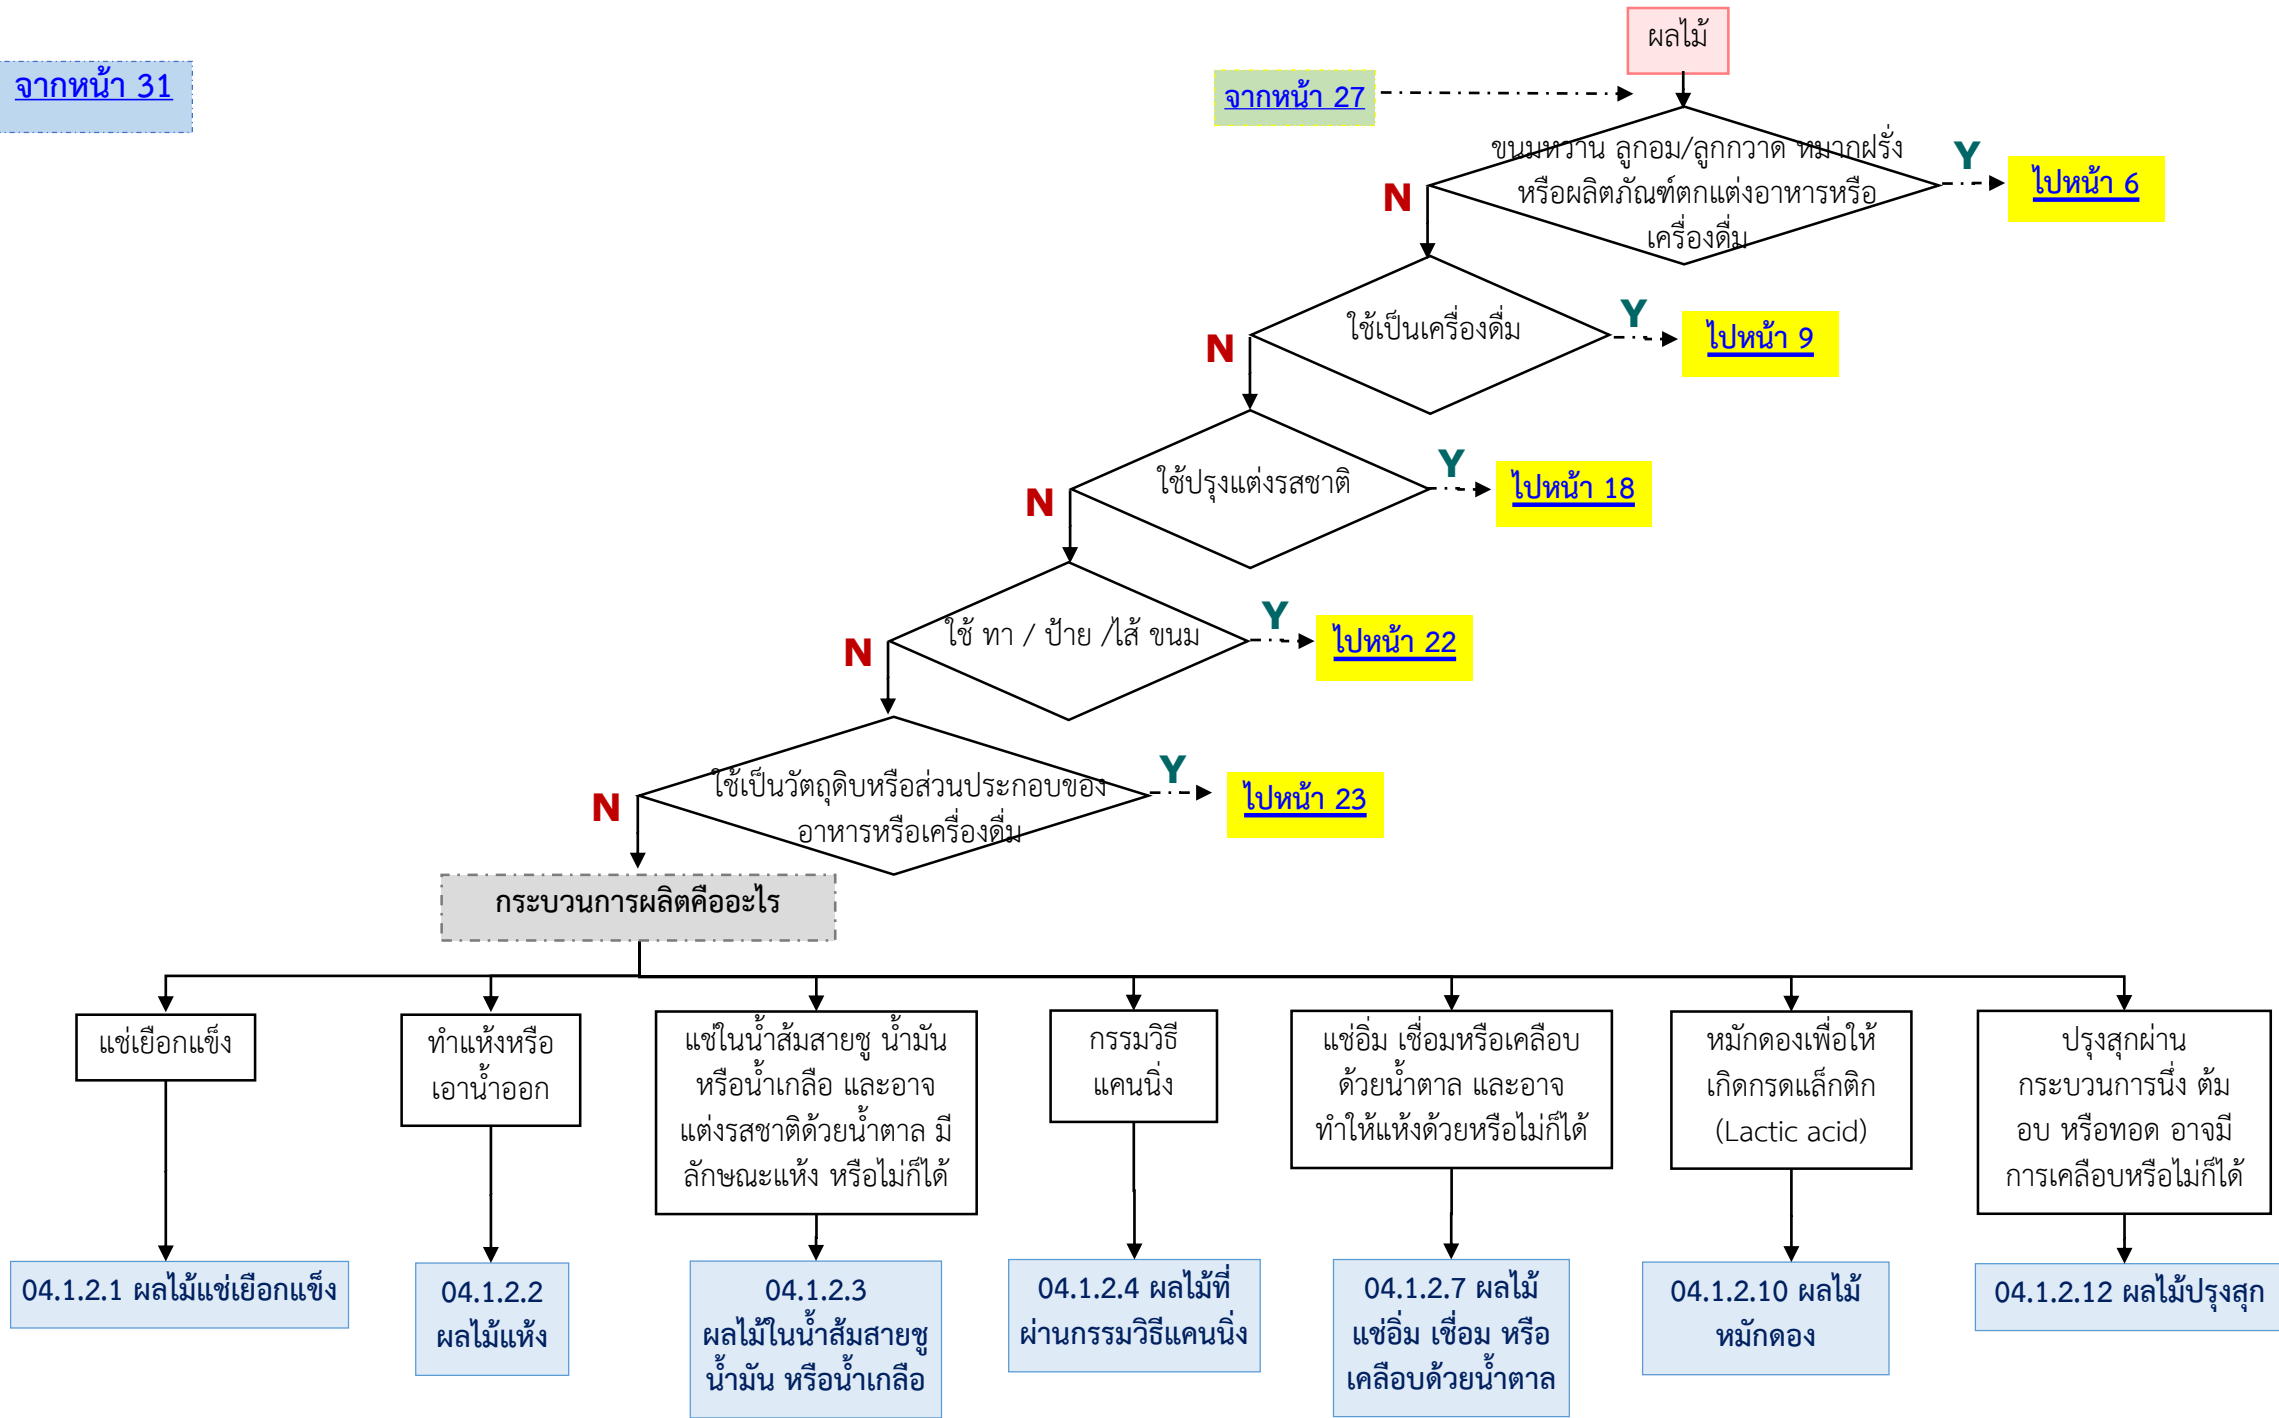 ผลไม้
จากหน้า 31
จากหน้า 27
ขนมหวาน ลูกอม/ลูกกวาด หมากฝรั่ง
หรือผลิตภัณฑ์ตกแต่งอาหารหรือ
เครื่องดื่ม
Y
ไปหน้า 6
N
ใช้เป็นเครื่องดื่ม
Y
ไปหน้า 9
N
ใช้ปรุงแต่งรสชาติ
Y
ไปหน้า 18
N
ใช้ ทา / ป้าย /ไส้ ขนม
Y
ไปหน้า 22
N
ใช้เป็นวัตถุดิบหรือส่วนประกอบของ
อาหารหรือเครื่องดื่ม
Y
ไปหน้า 23
N
กระบวนการผลิตคืออะไร
แช่เยือกแข็ง
ทำแห้งหรือ
เอาน้ำออก
แช่ในน้ำส้มสายชู น้ำมัน
หรือน้ำเกลือ และอาจ
แต่งรสชาติด้วยน้ำตาล มี
ลักษณะแห้ง หรือไม่ก็ได้
กรรมวิธี
แคนนิ่ง
แช่อิ่ม เชื่อมหรือเคลือบ
ด้วยน้ำตาล และอาจ
ทำให้แห้งด้วยหรือไม่ก็ได้
หมักดองเพื่อให้
เกิดกรดแล็กติก
(Lactic acid)
ปรุงสุกผ่าน
กระบวนการนึ่ง ต้ม
อบ หรือทอด อาจมี
การเคลือบหรือไม่ก็ได้
04.1.2.1 ผลไม้แช่เยือกแข็ง
04.1.2.2
ผลไม้แห้ง
04.1.2.3
ผลไม้ในน้ำส้มสายชู
น้ำมัน หรือน้ำเกลือ
04.1.2.4 ผลไม้ที่
ผ่านกรรมวิธีแคนนิ่ง
04.1.2.7 ผลไม้
แช่อิ่ม เชื่อม หรือ
เคลือบด้วยน้ำตาล
04.1.2.10 ผลไม้
หมักดอง
04.1.2.12 ผลไม้ปรุงสุก